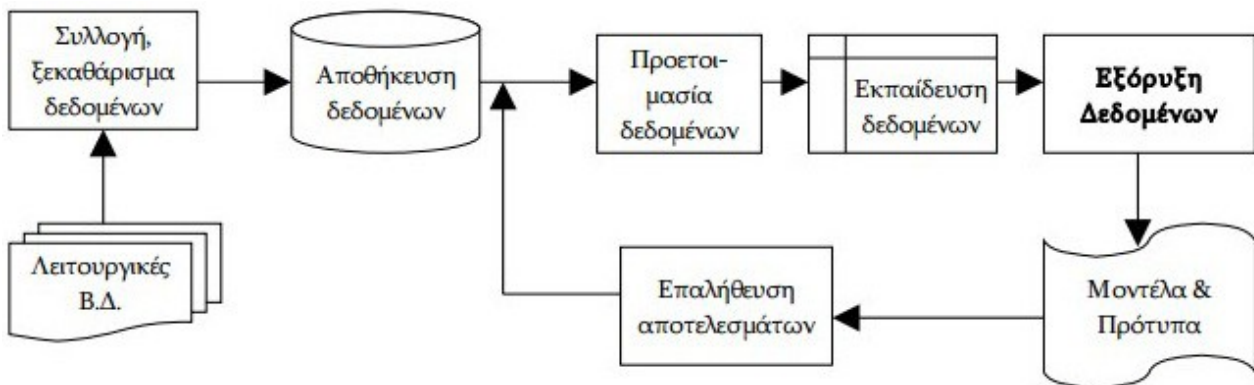 Συλλογή,
ξεκαθάρισμα
δεδομένων
Αποθήκευση
δεδομένων
Προετοι-
μασία
δεδομένων
Εκπαίδευση
δεδομένων
Εξόρυξη
Δεδομένων
Λειτουργικές
Β.Δ.
Επαλήθευση
αποτελεσμάτων
Μοντέλα &
Πρότυπα